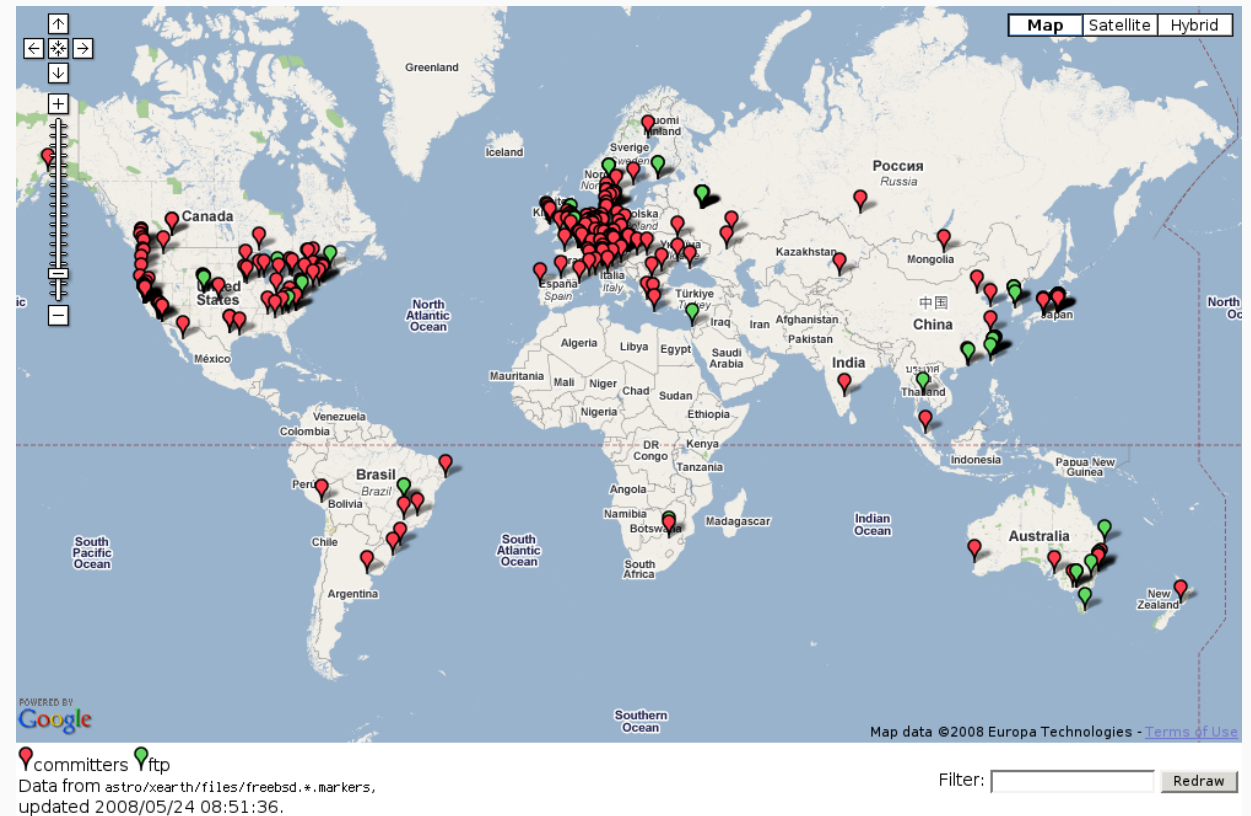 Map
Satellite
Hybrid
Greenland
Iceland
Suomi
Finland
Sverige
Sweden
Россия
Russia
Canada
Kazakhstan
Mongolia
United
States
España
Spain
Italia
Italy
Türkiye
Turkey
中国
China
Japan
North
Atlantic
Ocean
North
México
Algeria
Libya
Egypt
Iraq
Iran
Afghanistan
Pakistan
Saudi
Arabia
India
Mauritania
Mali
Niger
Chad
Sudan
Thailand
Nigeria
Ethiopia
Venezuela
Colombia
DR
Congo
Kenya
Tanzania
Indonesia
Papua New
Guinea
Perú
Brasil
Brazil
Bolivia
Angola
Namibia
Botswana
Madagascar
Indian
Ocean
Australia
South
Pacific
Ocean
Chile
South
Atlantic
Ocean
South
Africa
Argentina
New
Zealand
POWERED BY
Google
Southern
Ocean
Map data ©2008 Europa Technologies - Terms of Use
committers ftp
Data from astro/xearth/files/freebsd.*.markers,
updated 2008/05/24 08:51:36.
Filter:
Redraw